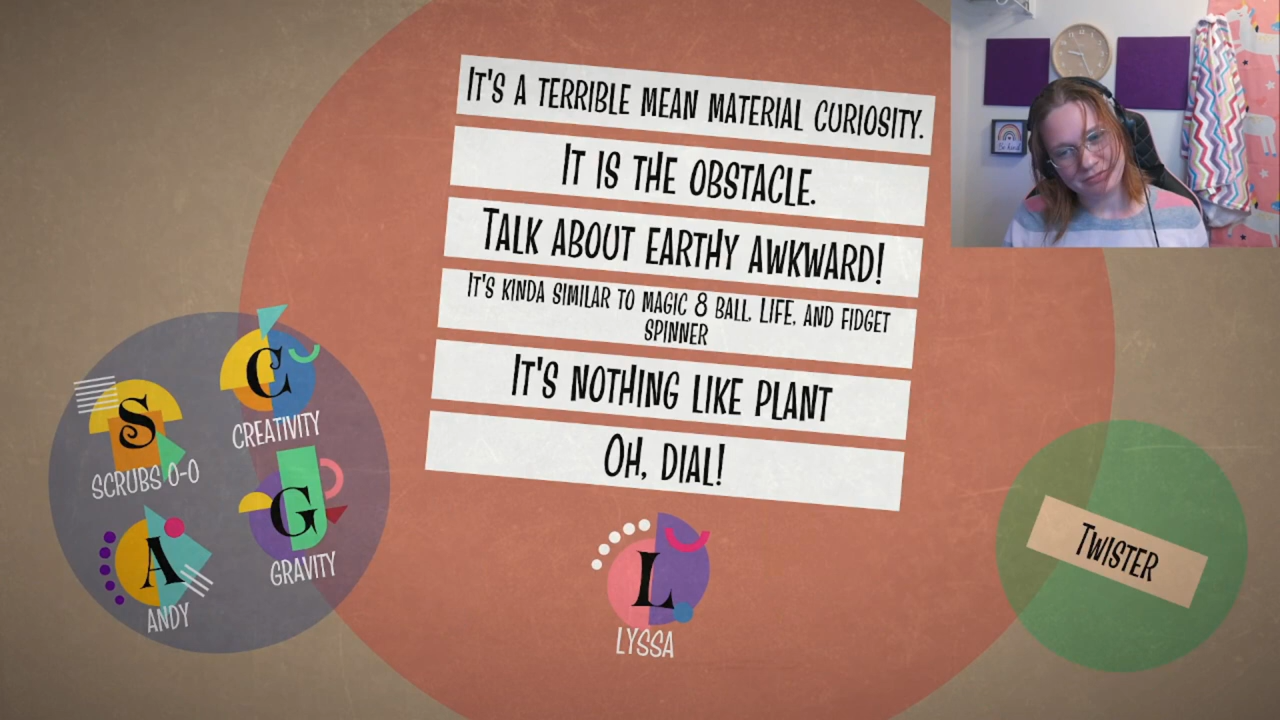 It's a terrible mean material curiosity.
It is the obstacle.
Talk about earthy awkward!
It's kinda similar to magic 8 ball, life, and fidget
spinner
It's nothing like plant
Oh, dial!
C
Creativity
S
Scrubs 0-0
G
Gravity
A
Andy
L
Lyssa
Twister